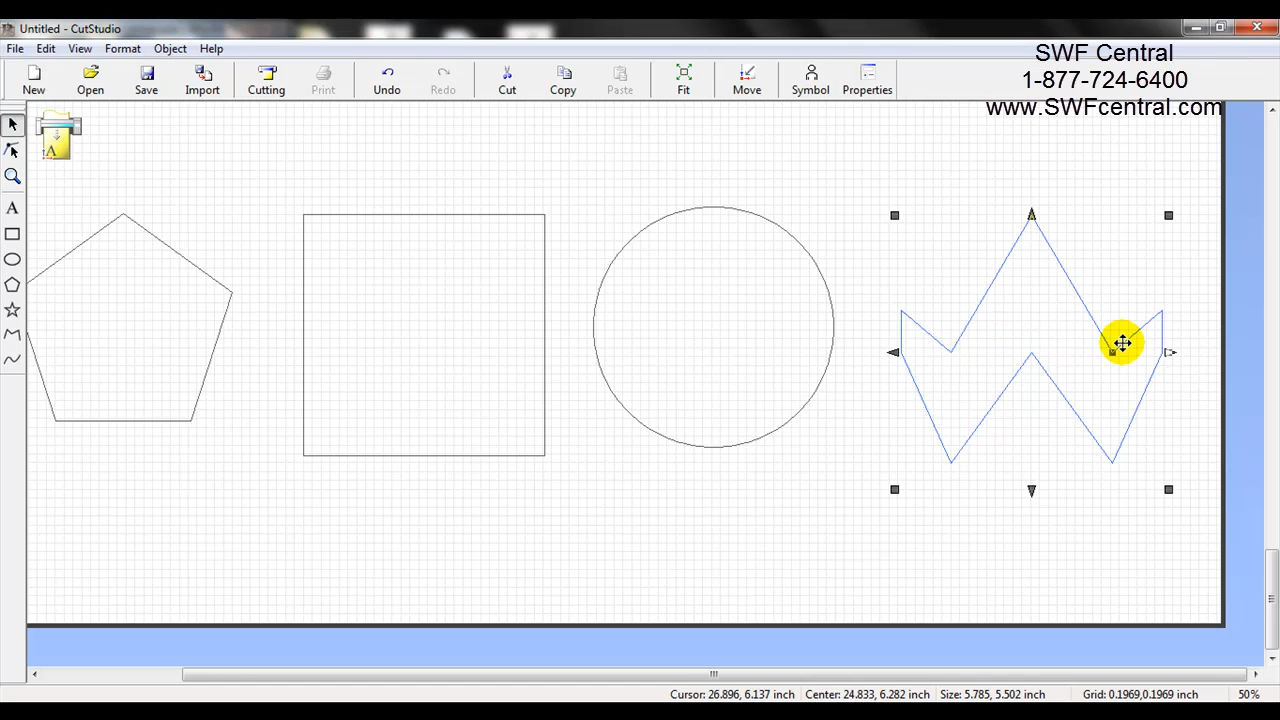 Untitled - CutStudio
SWF Central
1-877-724-6400
www.SWFcentral.com
File Edit View Format Object Help
New Open Save Import Cutting Print Undo Redo Cut Copy Paste Fit Move Symbol Properties
A
A
Cursor: 26.896, 6.137 inch Center: 24.833, 6.282 inch Size: 5.785, 5.502 inch Grid: 0.1969,0.1969 inch 50%